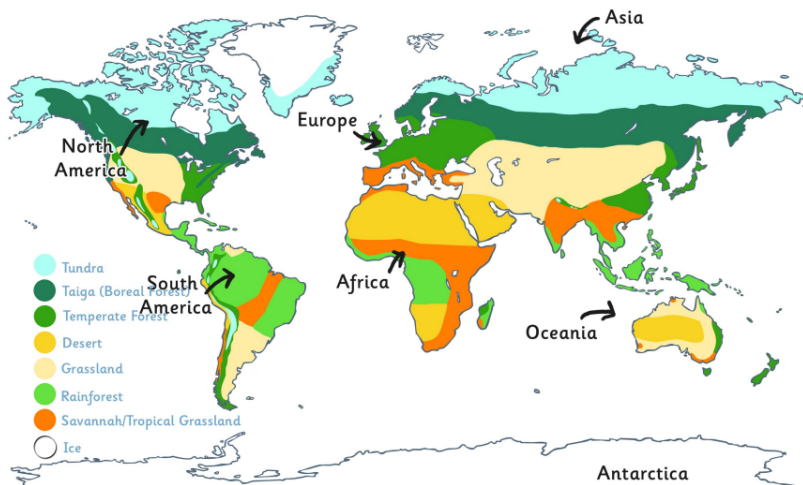 Asia
Europe
North
America
Africa
South
America
Oceania
Tundra
Taiga (Boreal Forest)
Temperate Forest
Desert
Grassland
Rainforest
Savannah/Tropical Grassland
Ice
Antarctica